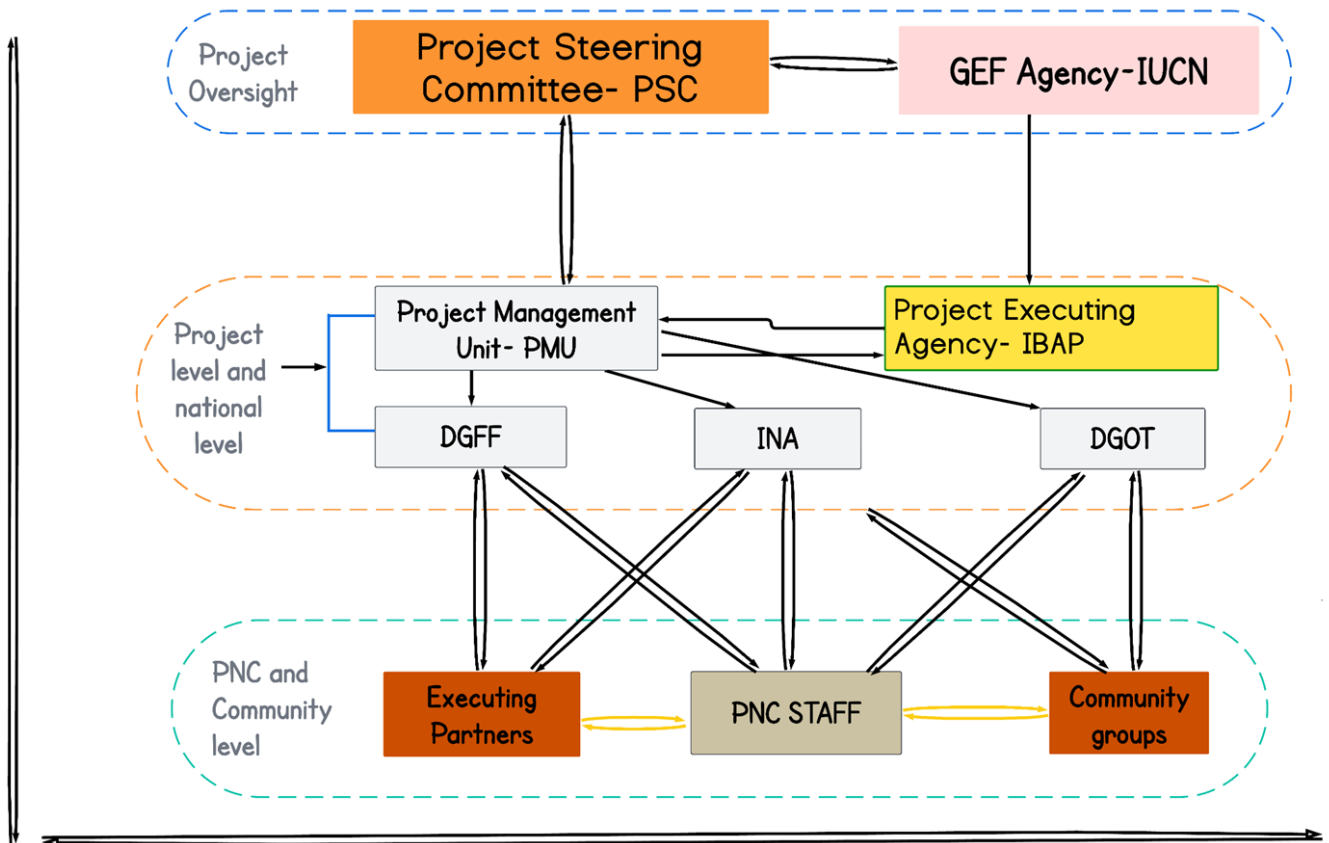 Project
Oversight
Project Steering
Committee- PSC
GEF Agency-IUCN
Project
level and
national
level
Project Management
Unit- PMU
Project Executing
Agency- IBAP
DGFF
INA
DGOT
PNC and
Community
level
Executing
Partners
PNC STAFF
Community
groups